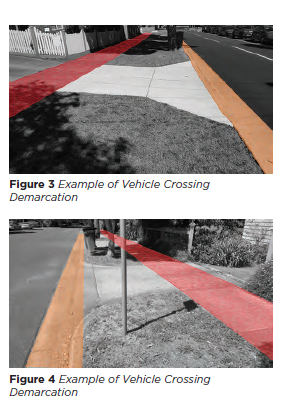 Figure 3 Example of Vehicle Crossing
Demarcation
Figure 4 Example of Vehicle Crossing
Demarcation